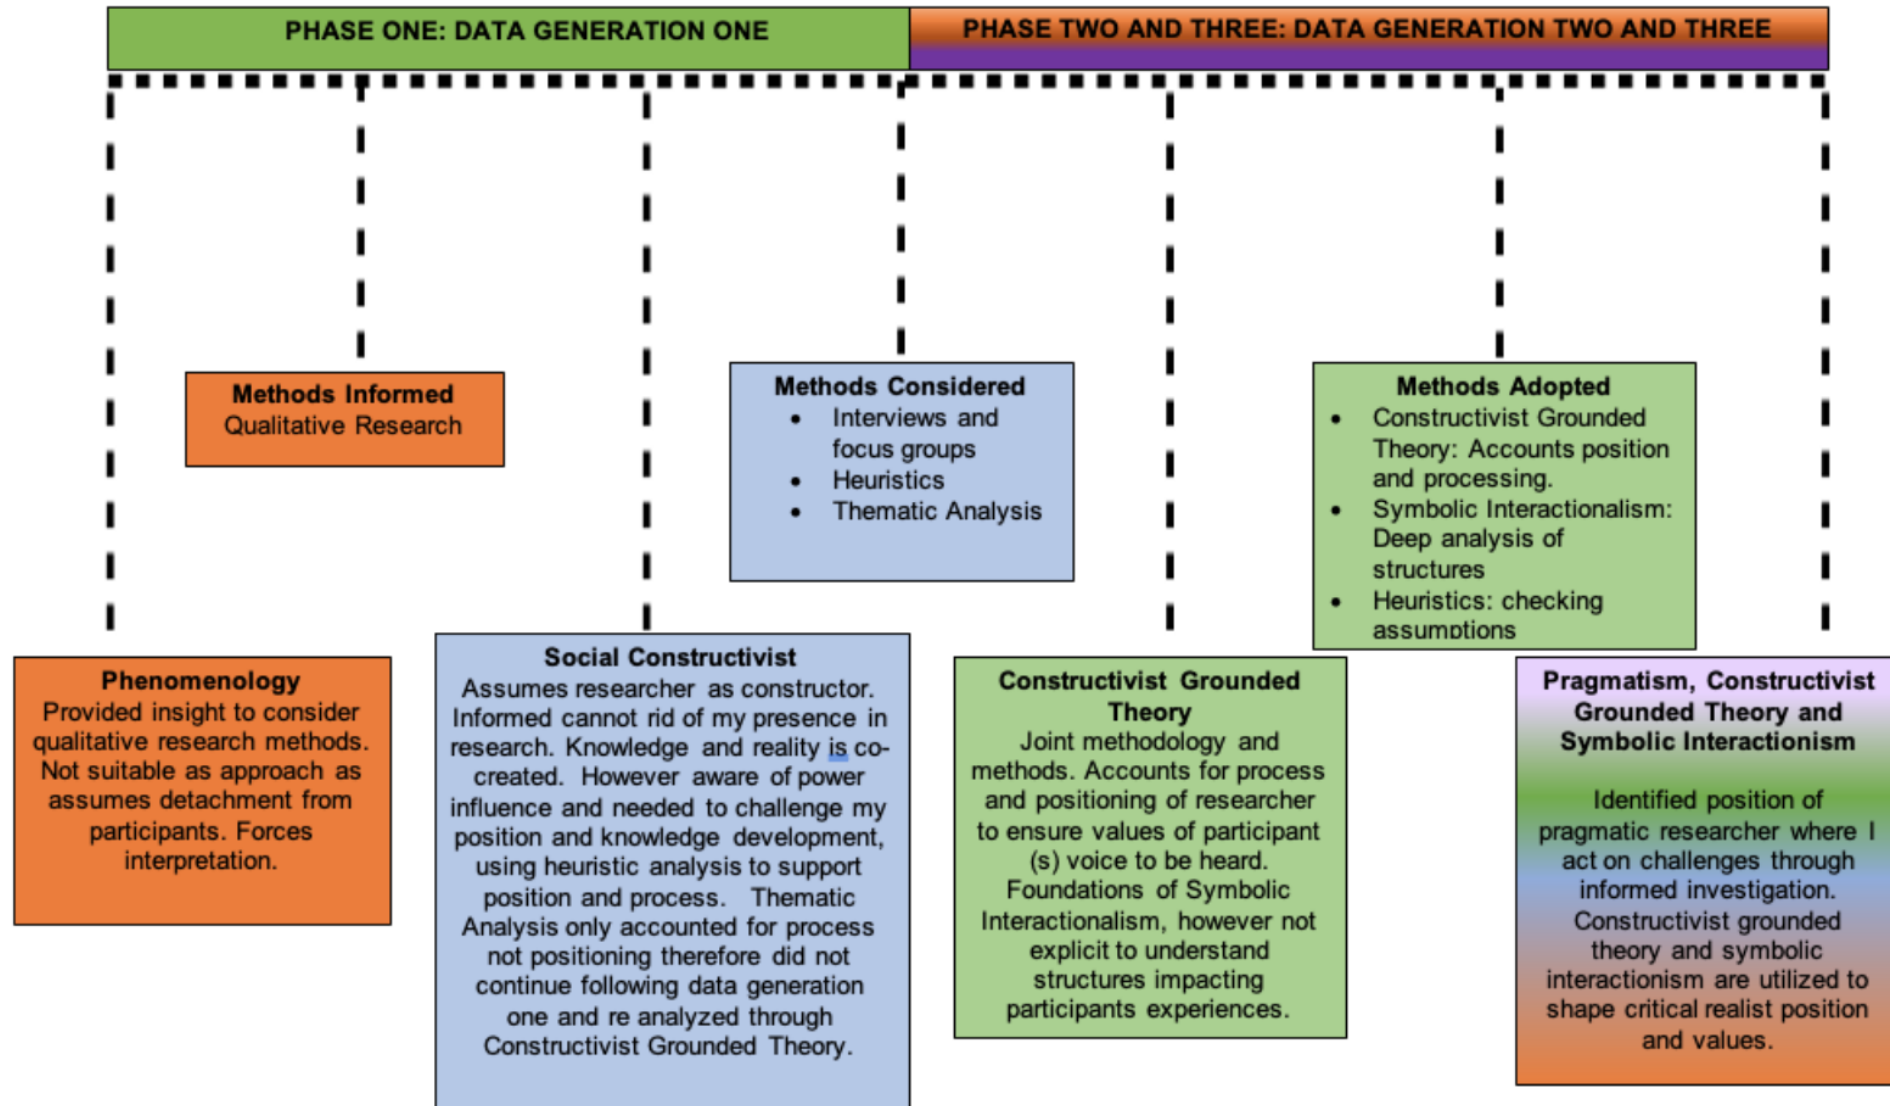 PHASE ONE: DATA GENERATION ONE
PHASE TWO AND THREE: DATA GENERATION TWO AND THREE
Methods Informed
Qualitative Research
Methods Considered
• Interviews and
focus groups
• Heuristics
• Thematic Analysis
Methods Adopted
• Constructivist Grounded
Theory: Accounts position
and processing.
• Symbolic Interactionalism:
Deep analysis of
structures
• Heuristics: checking
assumptions
Phenomenology
Provided insight to consider
qualitative research methods.
Not suitable as approach as
assumes detachment from
participants. Forces
interpretation.
Social Constructivist
Assumes researcher as constructor.
Informed cannot rid of my presence in
research. Knowledge and reality is co-
created. However aware of power
influence and needed to challenge my
position and knowledge development,
using heuristic analysis to support
position and process. Thematic
Analysis only accounted for process
not positioning therefore did not
continue following data generation
one and re analyzed through
Constructivist Grounded Theory.
Constructivist Grounded
Theory
Joint methodology and
methods. Accounts for process
and positioning of researcher
to ensure values of participant
(s) voice to be heard.
Foundations of Symbolic
Interactionalism, however not
explicit to understand
structures impacting
participants experiences.
Pragmatism, Constructivist
Grounded Theory and
Symbolic Interactionism
Identified position of
pragmatic researcher where I
act on challenges through
informed investigation.
Constructivist grounded
theory and symbolic
interactionism are utilized to
shape critical realist position
and values.